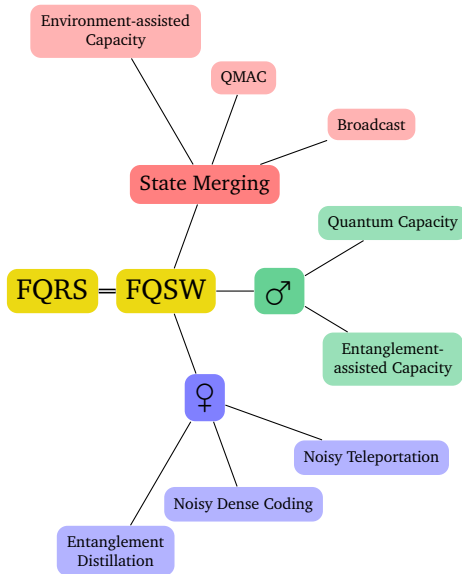 Environment-assisted
Capacity
QMAC
Broadcast
State Merging
Quantum Capacity
FQRS
=
FQSW
♂
Entanglement-
assisted Capacity
♀
Noisy Teleportation
Noisy Dense Coding
Entanglement
Distillation